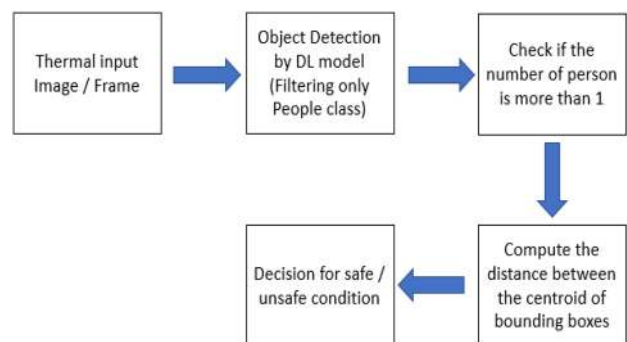 Thermal input
Image / Frame
Object Detection
by DL model
(Filtering only
People class)
Check if the
number of person
is more than 1
Compute the
distance between
the centroid of
bounding boxes
Decision for safe /
unsafe condition